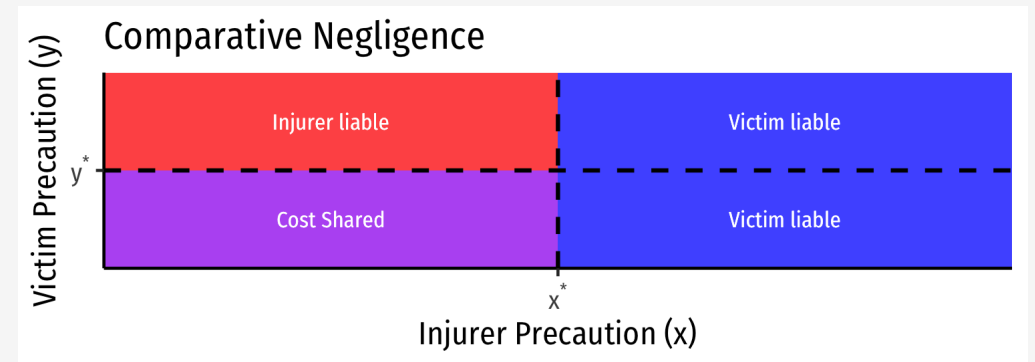 Comparative Negligence
Victim Precaution (y)
Injurer liable
Victim liable
y*
Cost Shared
Victim liable
x*
Injurer Precaution (x)